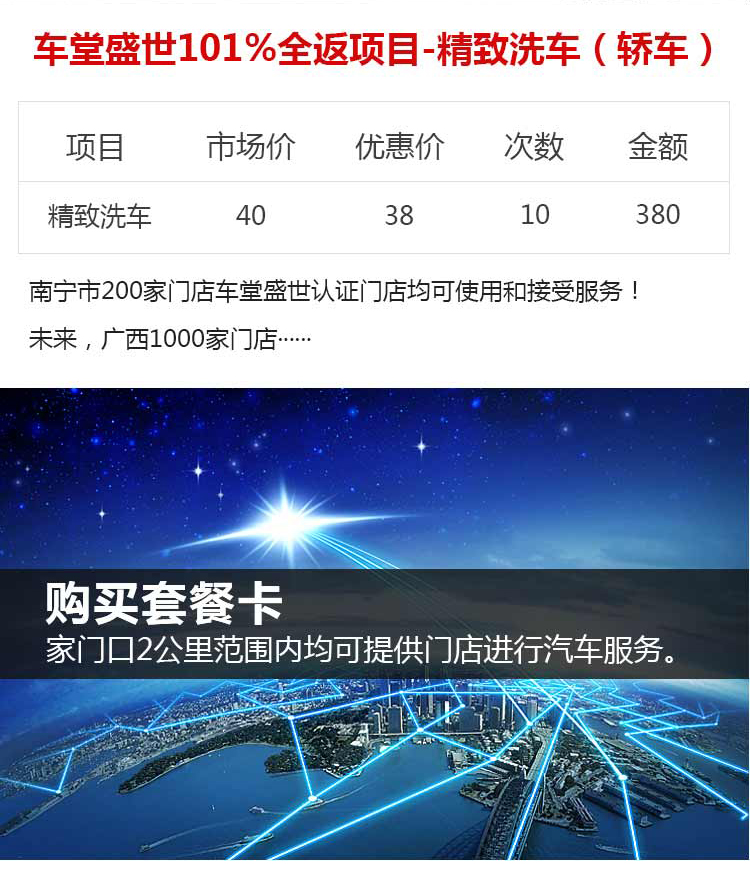 车堂盛世101%全返项目-精致洗车（轿车）
项目 市场价 优惠价 次数 金额
精致洗车 40 38 10 380
南宁市200家门店车堂盛世认证门店均可使用和接受服务！
未来，广西1000家门店······
购买套餐卡
家门口2公里范围内均可提供门店进行汽车服务。